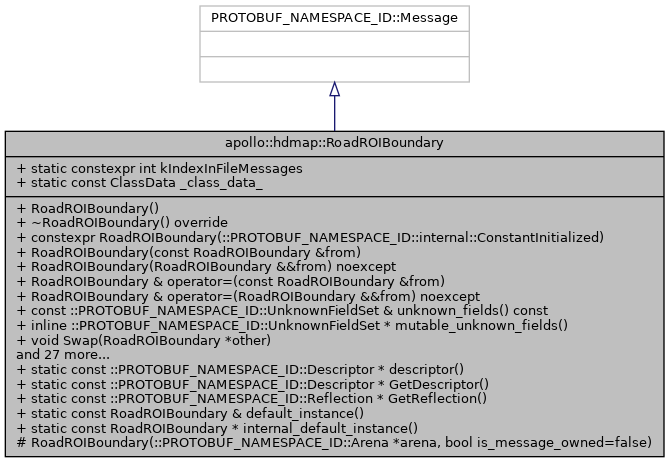 PROTOBUF_NAMESPACE_ID::Message
apollo::hdmap::RoadROIBoundary
+ static constexpr int kIndexInFileMessages
+ static const ClassData _class_data_
+ RoadROIBoundary()
+ ~RoadROIBoundary() override
+ constexpr RoadROIBoundary(::PROTOBUF_NAMESPACE_ID::internal::ConstantInitialized)
+ RoadROIBoundary(const RoadROIBoundary &from)
+ RoadROIBoundary(RoadROIBoundary &&from) noexcept
+ RoadROIBoundary & operator=(const RoadROIBoundary &from)
+ RoadROIBoundary & operator=(RoadROIBoundary &&from) noexcept
+ const ::PROTOBUF_NAMESPACE_ID::UnknownFieldSet & unknown_fields() const
+ inline ::PROTOBUF_NAMESPACE_ID::UnknownFieldSet * mutable_unknown_fields()
+ void Swap(RoadROIBoundary *other)
and 27 more...
+ static const ::PROTOBUF_NAMESPACE_ID::Descriptor * descriptor()
+ static const ::PROTOBUF_NAMESPACE_ID::Descriptor * GetDescriptor()
+ static const ::PROTOBUF_NAMESPACE_ID::Reflection * GetReflection()
+ static const RoadROIBoundary & default_instance()
+ static const RoadROIBoundary * internal_default_instance()
# RoadROIBoundary(::PROTOBUF_NAMESPACE_ID::Arena *arena, bool is_message_owned=false)